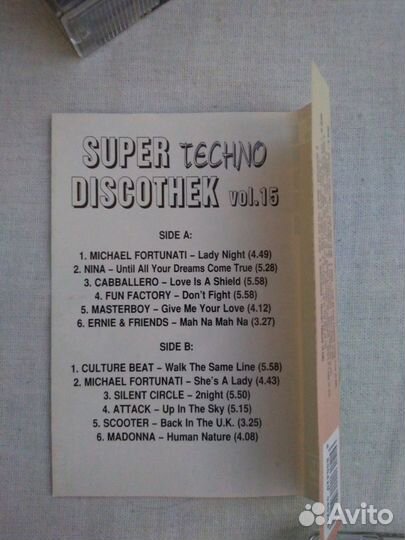 SUPER TECHNO
DISCOTHEK vol.15
SIDE A:
1. MICHAEL FORTUNATI – Lady Night (4.49)
2. NINA – Until All Your Dreams Come True (5.28)
3. CABBALLERO – Love Is A Shield (5.58)
4. FUN FACTORY – Don't Fight (5.58)
5. MASTERBOY – Give Me Your Love (4.12)
6. ERNIE & FRIENDS – Mah Na Mah Na (3.27)
SIDE B:
1. CULTURE BEAT – Walk The Same Line (5.58)
2. MICHAEL FORTUNATI – She's A Lady (4.43)
3. SILENT CIRCLE – 2night (5.50)
4. ATTACK – Up In The Sky (5.15)
5. SCOOTER – Back In The U.K. (3.25)
6. MADONNA – Human Nature (4.08)
Avito